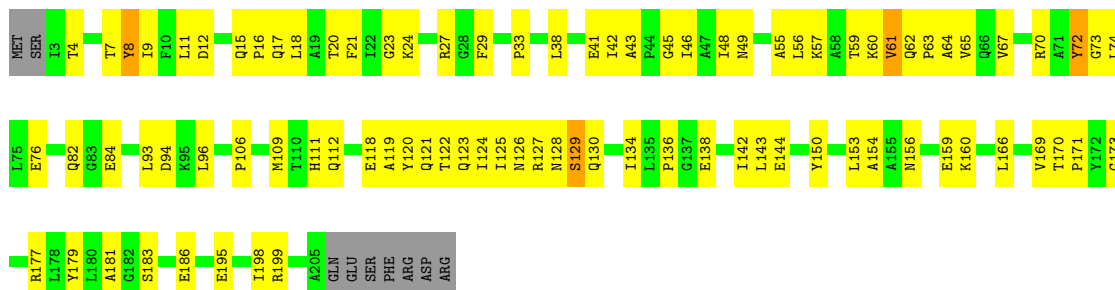 MET SER I3 T4 T7 Y8 I9 F10 L11 D12 Q15 P16 Q17 L18 A19 T20 F21 I22 G23 K24 R27 G28 F29 P33 L38 E41 I42 A43 P44 G45 I46 A47 I48 N49 A55 L56 K57 A58 T59 K60 V61 Q62 P63 A64 V65 Q66 V67 R70 A71 Y72 G73
L75 E76 Q82 G83 E84 L93 D94 K95 L96 P106 M109 T110 H111 Q112 E118 A119 Y120 Q121 T122 Q123 I124 I125 N126 R127 N128 S129 Q130 I134 L135 P136 G137 E138 I142 L143 E144 Y150 L153 A154 A155 N156 E159 K160 L166 V169 T170 P171 Y172
R177 L178 Y179 L180 A181 G182 S183 E186 E195 I198 R199 A205 GLN GLU SER PHE ARG ASP ARG